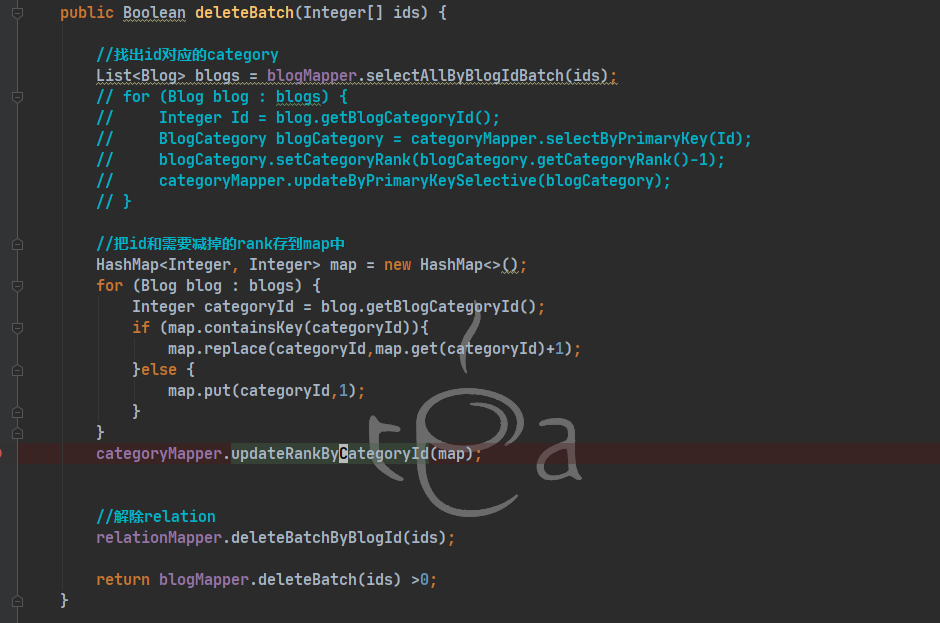 public Boolean deleteBatch(Integer[] ids) {
//找出id对应的category
List<Blog> blogs = blogMapper.selectAllByBlogIdBatch(ids);
// for (Blog blog : blogs) {
//     Integer Id = blog.getBlogCategoryId();
//     BlogCategory blogCategory = categoryMapper.selectByPrimaryKey(Id);
//     blogCategory.setCategoryRank(blogCategory.getCategoryRank()-1);
//     categoryMapper.updateByPrimaryKeySelective(blogCategory);
// }
//把id和需要减掉的rank存到map中
HashMap<Integer, Integer> map = new HashMap<>();
for (Blog blog : blogs) {
Integer categoryId = blog.getBlogCategoryId();
if (map.containsKey(categoryId)){
map.replace(categoryId,map.get(categoryId)+1);
}else {
map.put(categoryId,1);
}
}
categoryMapper.updateRankByCategoryId(map);
//解除relation
relationMapper.deleteBatchByBlogId(ids);
return blogMapper.deleteBatch(ids) >0;
}